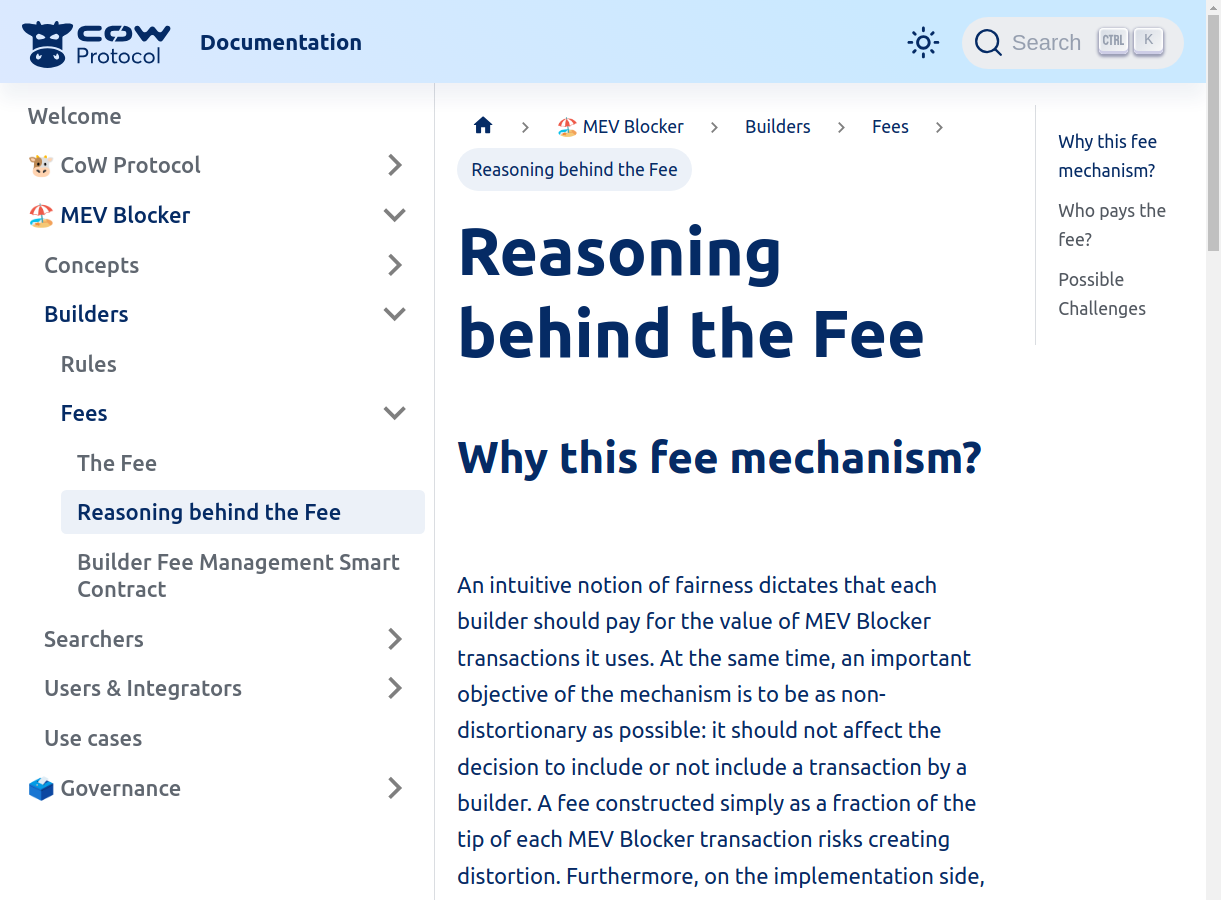 CoW Protocol
Documentation
Search CTRL K
Welcome
CoW Protocol
MEV Blocker
Concepts
Builders
Rules
Fees
The Fee
Reasoning behind the Fee
Builder Fee Management Smart
Contract
Searchers
Users & Integrators
Use cases
Governance
MEV Blocker
Builders
Fees
Reasoning behind the Fee
Reasoning
behind the Fee
Why this fee mechanism?
An intuitive notion of fairness dictates that each
builder should pay for the value of MEV Blocker
transactions it uses. At the same time, an important
objective of the mechanism is to be as non-
distortionary as possible: it should not affect the
decision to include or not include a transaction by a
builder. A fee constructed simply as a fraction of the
tip of each MEV Blocker transaction risks creating
distortion. Furthermore, on the implementation side,
Why this fee
mechanism?
Who pays the
fee?
Possible
Challenges